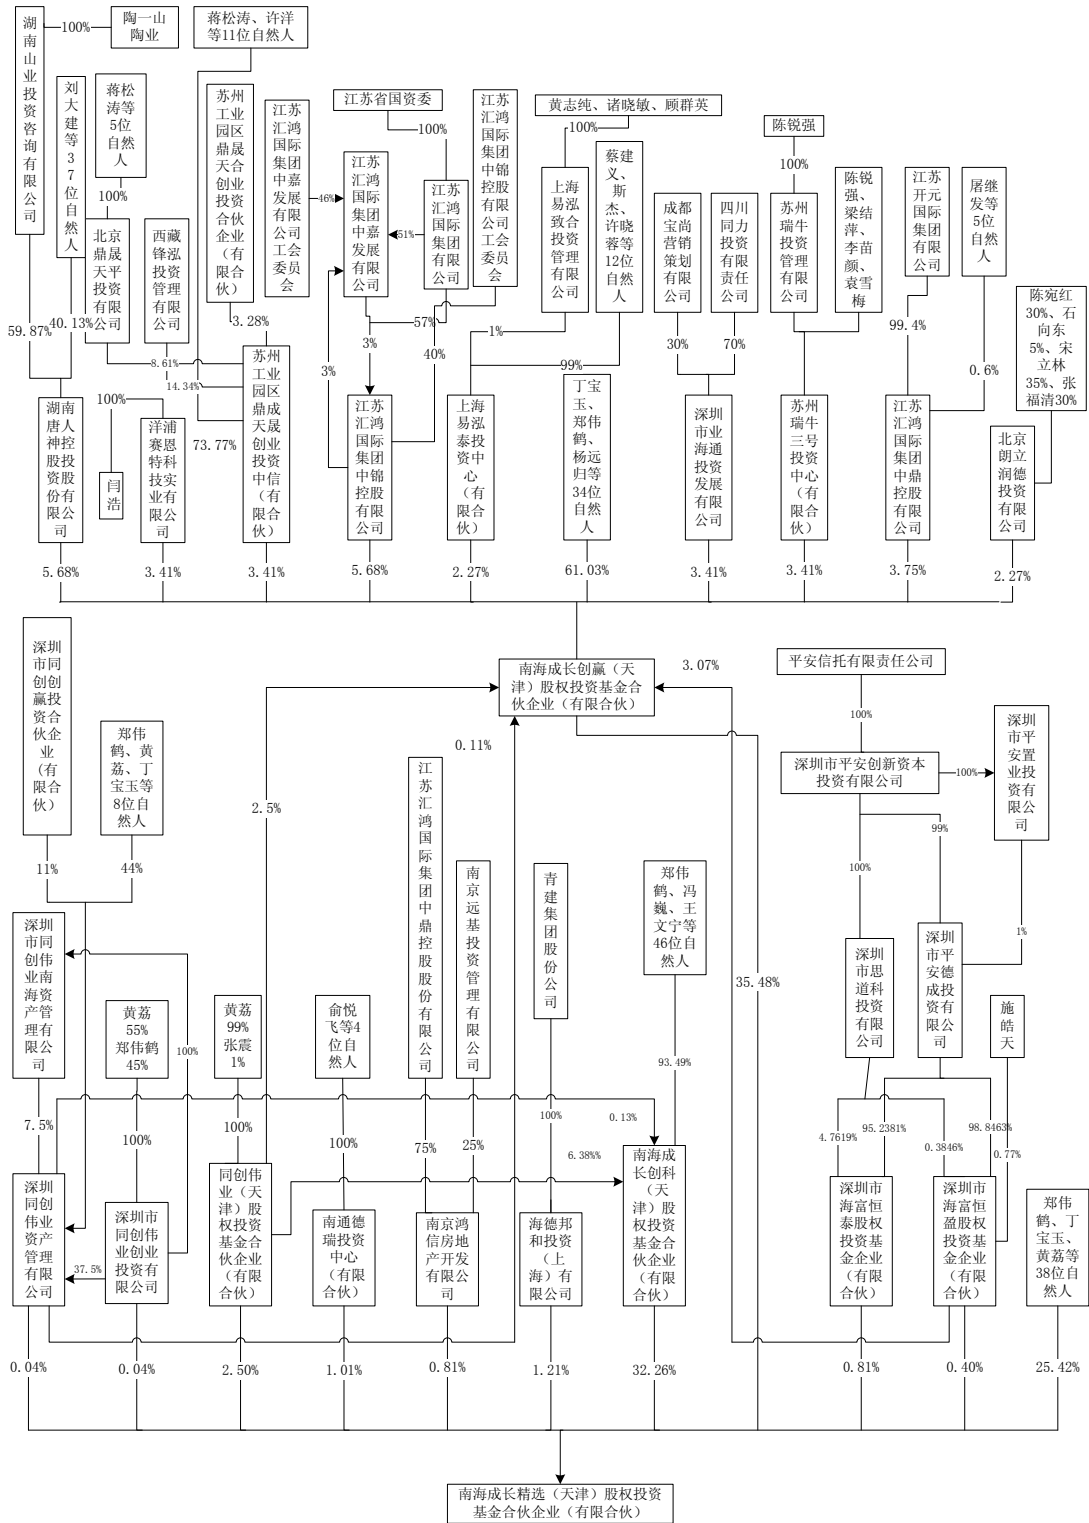 湖南山业投资咨询有限公司
100%
陶一山
陶业
蒋松涛、许洋
等11位自然人
刘大建等37位自然人
蒋松
涛等
5位
自然
人
100%
苏州
工业
园区
鼎晟
天合
创业
投资
合伙
企业
（有
限合
伙）
江苏
汇鸿
国际
集团
中嘉
发展
有限
公司
工会
委员
会
江苏省国资委
100%
江苏
汇鸿
国际
集团
中嘉
发展
有限
公司
46%
51%
江苏
汇鸿
国际
集团
有限
公司
江苏
汇鸿
国际
集团
中锦
控股
有限
公司
工会
委员
会
黄志纯、诸晓敏、顾群英
100%
上海
易泓
致合
投资
管理
有限
公司
蔡建
义、斯
杰、
许晓
蓉等
12位
自然
人
成都
宝尚
营销
策划
有限
公司
四川
同力
投资
有限
责任
公司
陈锐强
100%
苏州
瑞牛
投资
管理
有限
公司
陈锐
强、
梁结
萍、
李苗
颜、
袁雪
梅
江苏
开元
国际
集团
有限
公司
屠继
发等
5位
自然
人
陈宛红
30%、石
向东
5%、宋
立林
35%、张
福清30%
北京
鼎晟
天平
投资
有限
公司
西藏
锋泓
投资
管理
有限
公司
59.87%
40.13%
8.61%
14.34%
3.28%
73.77%
3%
3%
57%
40%
1%
99%
30%
70%
99.4%
0.6%
湖南
唐人
神控
股投
资股
份有
限公
司
100%
闫浩
洋浦
赛恩
特科
技实
业有
限公
司
苏州
工业
园区
鼎成
天晟
创业
投资
中信
（有
限合
伙）
江苏
汇鸿
国际
集团
中锦
控股
有限
公司
上海
易泓
泰投
资中
心（
有限
合伙）
丁宝
玉、
郑伟
鹤、
杨远
归等
34位
自然人
深圳
市业
海通
投资
发展
有限
公司
苏州
瑞牛
三号
投资
中心
（有
限合
伙）
江苏
汇鸿
国际
集团
中鼎
控股
有限
公司
北京
朗立
润德
投资
有限
公司
5.68%
3.41%
3.41%
5.68%
2.27%
61.03%
3.41%
3.41%
3.75%
2.27%
深圳
市同
创创
赢投
资合
伙企
业
（有
限合
伙）
郑伟
鹤、黄
荔、丁
宝玉等
8位自
然人
南海成长创赢（天
津）股权投资基金合
伙企业（有限合伙）
3.07%
0.11%
2.5%
平安信托有限责任公司
100%
深圳市平安创新资本
投资有限公司
100%
深圳
市平
安置
业投
资有
限公
司
99%
100%
1%
11%
44%
江苏汇鸿国际集团中鼎控股股份有限公司
南京远基投资管理有限公司
青建集团股份公司
郑伟
鹤、冯
巍、王
文宁等
46位自
然人
35.48%
深圳
市同
创伟
业南
海资
产管
理有
限公
司
黄荔
55%
郑伟鹤
45%
100%
黄荔
99%
张震
1%
俞悦
飞等4
位自
然人
深圳
市思
道科
投资
有限
公司
深圳
市平
安德
成投
资有
限公
司
施皓天
7.5%
100%
100%
100%
75%
25%
100%
6.38%%
0.13%
93.49%
4.7619%
95.2381%
0.3846%
98.8463%
0.77%
深圳
同创
伟业
资产
管理
有限
公司
37.5%
深圳市
同创伟
业创业
投资有
限公司
同创伟
业（天
津）股
权投资
基金合
伙企业
（有限
合伙）
南通德
瑞投资
中心（
有限合
伙）
南京鸿
信房地
产开发
有限公
司
海德邦
和投资
（上
海）有
限公司
南海成
长创科
（天
津）股
权投资
基金合
伙企业
（有限
合伙）
深圳市
海富恒
泰股权
投资基
金企业
（有限
合伙）
深圳市
海富恒
盈股权
投资基
金企业
（有限
合伙）
郑伟
鹤、丁
宝玉、
黄荔等
38位自
然人
0.04%
0.04%
2.50%
1.01%
0.81%
1.21%
32.26%
0.81%
0.40%
25.42%
南海成长精选（天津）股权投资
基金合伙企业（有限合伙）